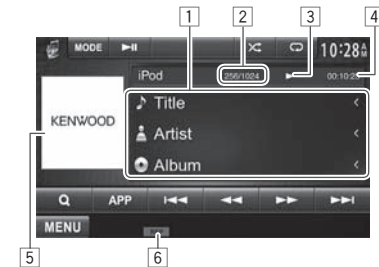 1 2 3 4
MODE 10:28
iPod 256/1024 00:10:25
Title
KENWOOD
Artist
Album
APP
MENU
5 6